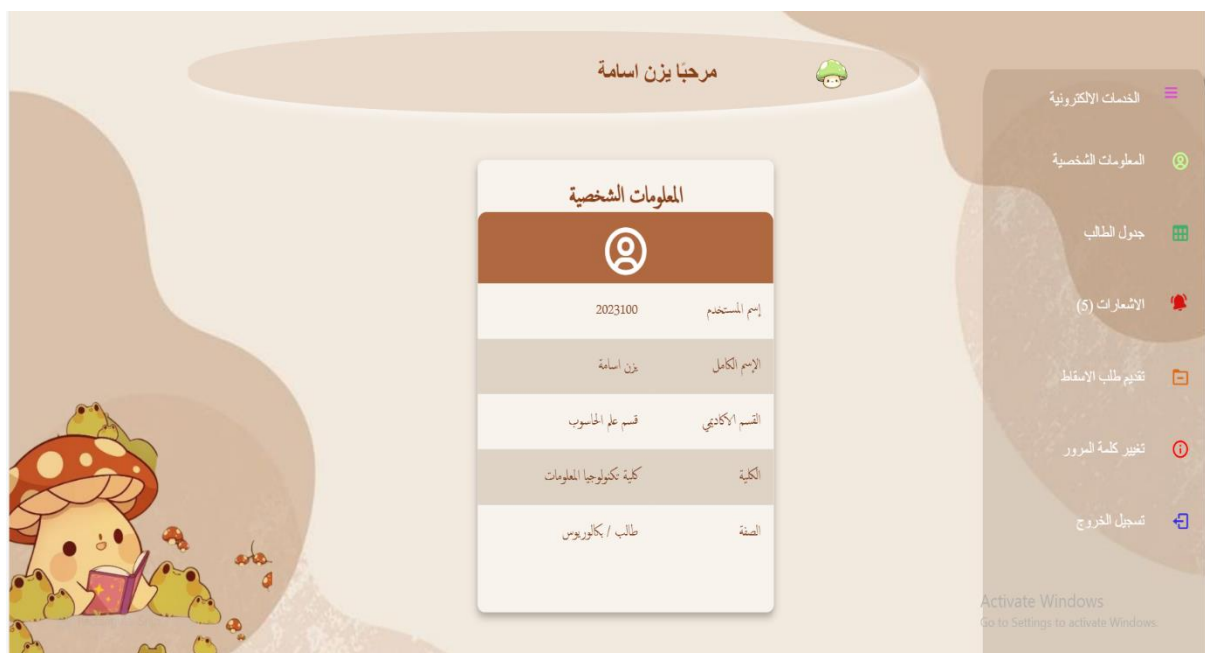 مرحبًا يزن اسامة
الخدمات الالكترونية
المعلومات الشخصية
جدول الطالب
الاشعارات (5)
تقديم طلب الاسقاط
تغيير كلمة المرور
تسجيل الخروج
المعلومات الشخصية
إسم المستخدم 2023100
الإسم الكامل يزن اسامة
القسم الاكاديمي قسم علم الحاسوب
الكلية كلية تكنولوجيا المعلومات
الصفة طالب / بكالوريوس
Activate Windows
Go to Settings to activate Windows.